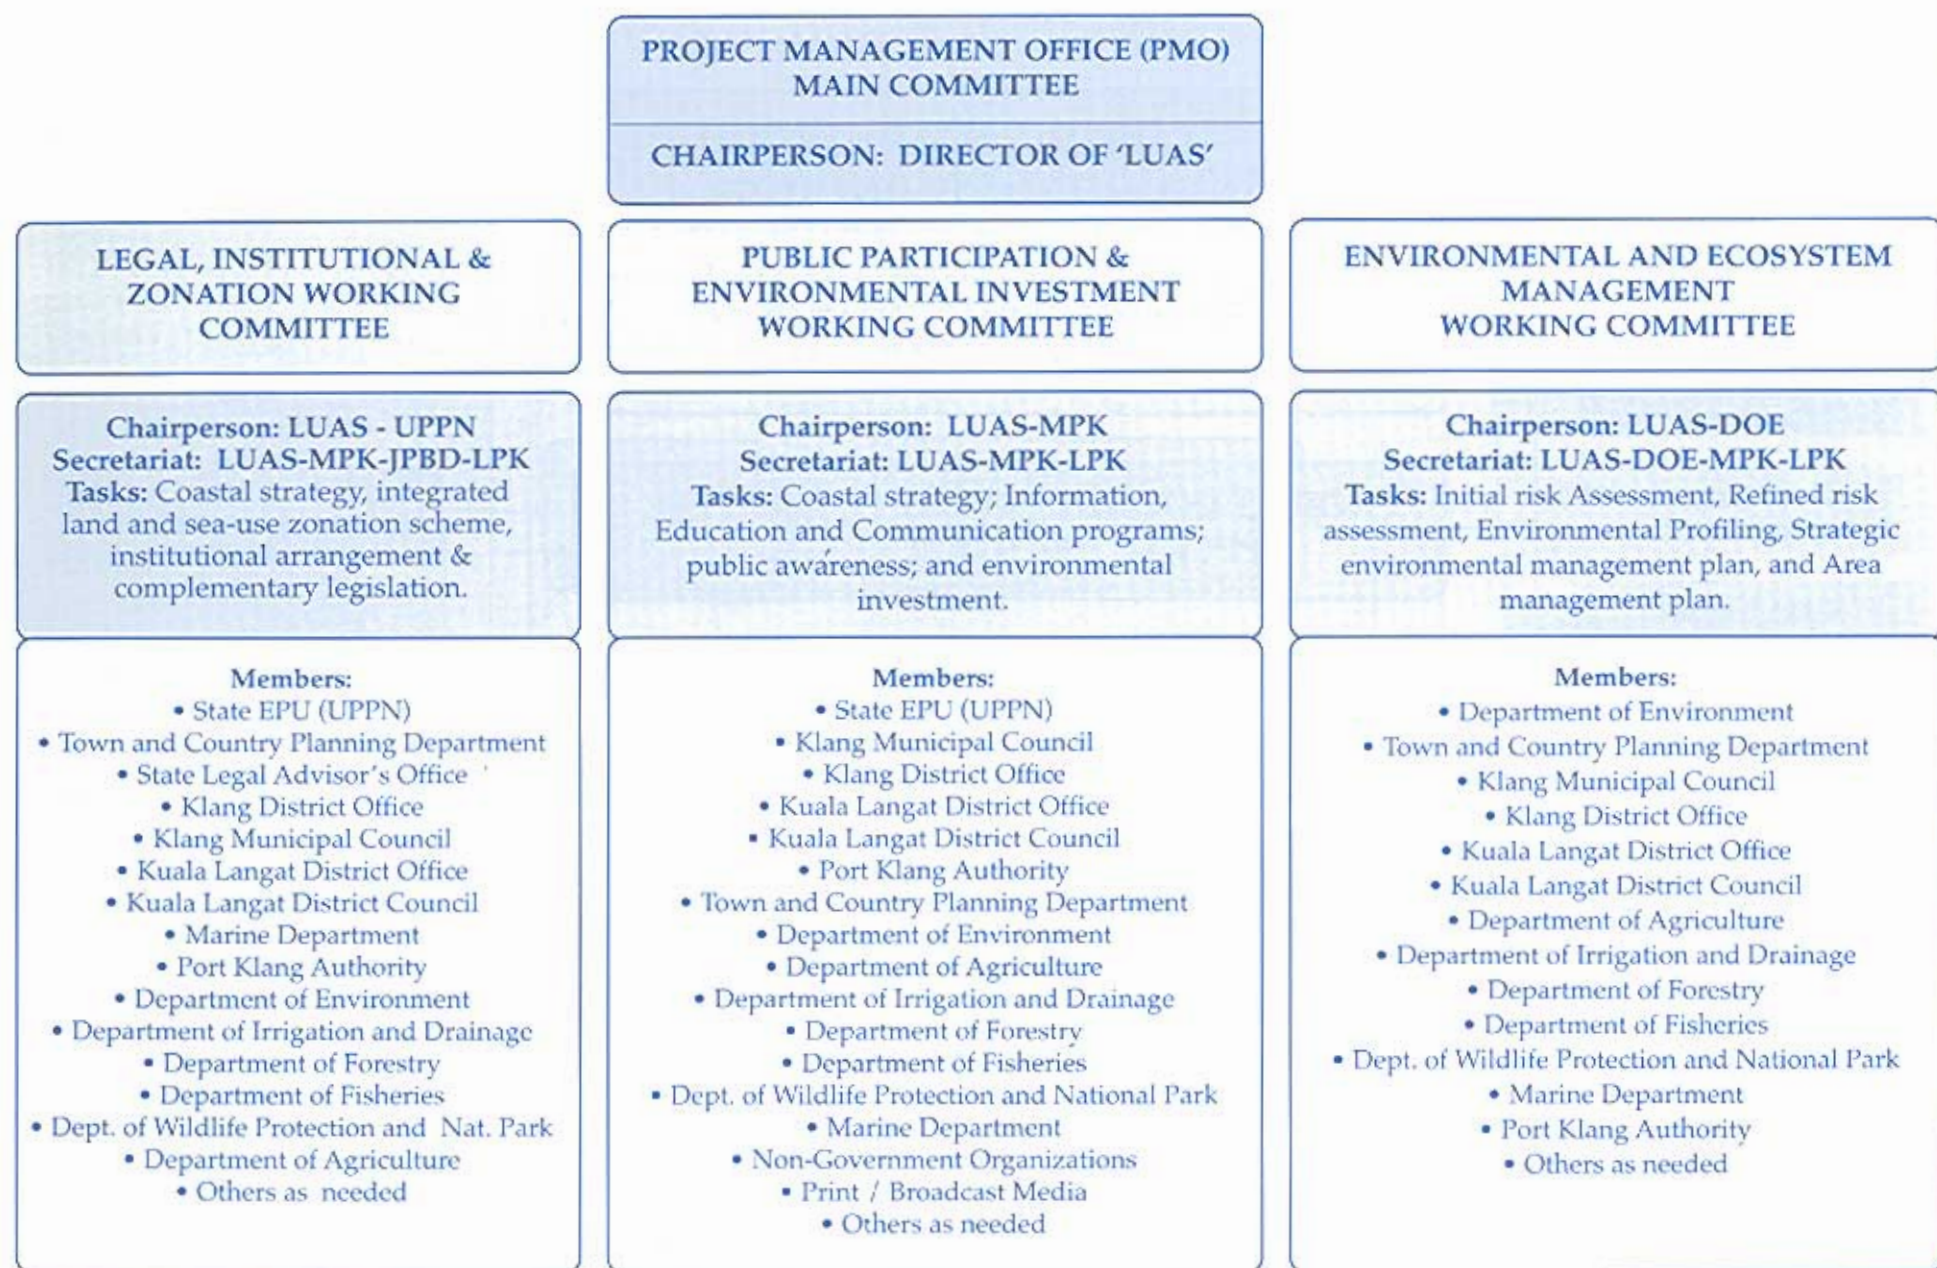 PROJECT MANAGEMENT OFFICE (PMO)
MAIN COMMITTEE
CHAIRPERSON: DIRECTOR OF 'LUAS'
LEGAL, INSTITUTIONAL &
ZONATION WORKING
COMMITTEE
Chairperson: LUAS - UPPN
Secretariat: LUAS-MPK-JPBD-LPK
Tasks: Coastal strategy, integrated
land and sea-use zonation scheme,
institutional arrangement &
complementary legislation.
Members:
• State EPU (UPPN)
• Town and Country Planning Department
• State Legal Advisor's Office
• Klang District Office
• Klang Municipal Council
• Kuala Langat District Office
• Kuala Langat District Council
• Marine Department
• Port Klang Authority
• Department of Environment
• Department of Irrigation and Drainage
• Department of Forestry
• Department of Fisheries
• Dept. of Wildlife Protection and Nat. Park
• Department of Agriculture
• Others as needed
PUBLIC PARTICIPATION &
ENVIRONMENTAL INVESTMENT
WORKING COMMITTEE
Chairperson: LUAS-MPK
Secretariat: LUAS-MPK-LPK
Tasks: Coastal strategy; Information,
Education and Communication programs;
public awareness; and environmental
investment.
Members:
• State EPU (UPPN)
• Klang Municipal Council
• Klang District Office
• Kuala Langat District Office
• Kuala Langat District Council
• Port Klang Authority
• Town and Country Planning Department
• Department of Environment
• Department of Agriculture
• Department of Irrigation and Drainage
• Department of Forestry
• Department of Fisheries
• Dept. of Wildlife Protection and National Park
• Marine Department
• Non-Government Organizations
• Print / Broadcast Media
• Others as needed
ENVIRONMENTAL AND ECOSYSTEM
MANAGEMENT
WORKING COMMITTEE
Chairperson: LUAS-DOE
Secretariat: LUAS-DOE-MPK-LPK
Tasks: Initial risk Assessment, Refined risk
assessment, Environmental Profiling, Strategic
environmental management plan, and Area
management plan.
Members:
• Department of Environment
• Town and Country Planning Department
• Klang Municipal Council
• Klang District Office
• Kuala Langat District Office
• Kuala Langat District Council
• Department of Agriculture
• Department of Irrigation and Drainage
• Department of Forestry
• Department of Fisheries
• Dept. of Wildlife Protection and National Park
• Marine Department
• Port Klang Authority
• Others as needed